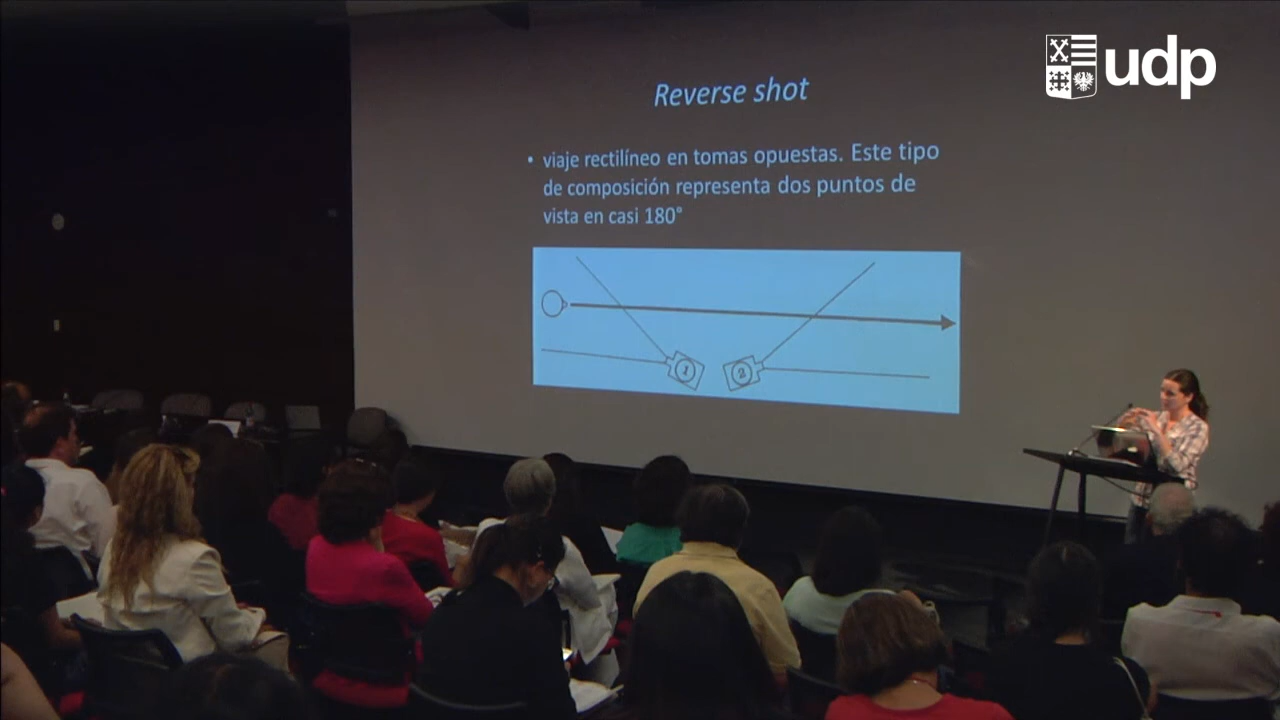 udp
Reverse shot
• viaje rectilíneo en tomas opuestas. Este tipo
de composición representa dos puntos de
vista en casi 180°
1
2